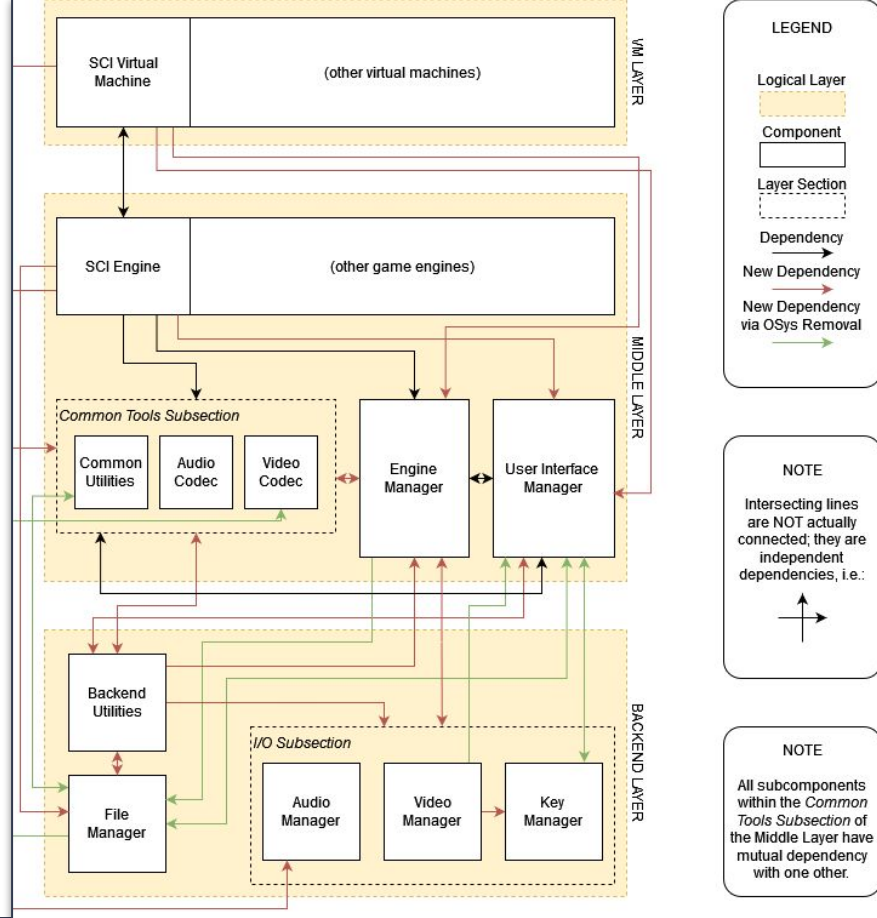 SCI Virtual
Machine
(other virtual machines)
VM LAYER
SCI Engine
(other game engines)
MIDDLE LAYER
Common Tools Subsection
Common
Utilities
Audio
Codec
Video
Codec
Engine
Manager
User Interface
Manager
Backend
Utilities
File
Manager
I/O Subsection
Audio
Manager
Video
Manager
Key
Manager
BACKEND LAYER
LEGEND
Logical Layer
Component
Layer Section
Dependency
New Dependency
New Dependency
via OSys Removal
NOTE
Intersecting lines
are NOT actually
connected; they are
independent
dependencies, i.e.:
NOTE
All subcomponents
within the Common
Tools Subsection of
the Middle Layer have
mutual dependency
with one other.